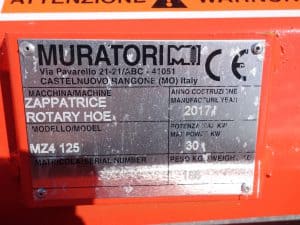 ATTENZIONE WARNUNG
MURATORI M CE
Via Pavarello 21-21/ABC - 41051
CASTELNUOVO RANGONE (MO) Italy
MACCHINA/MACHINE ANNO COSTRUZIONE
ZAPPATRICE MANUFACTURE YEAR
ROTARY HOE 2017
MODELLO/MODEL POTENZA KW
MZ4 125 MAX POWER KW
30
MATRICOLA/SERIAL NUMBER PESO KG/WEIGHT KG